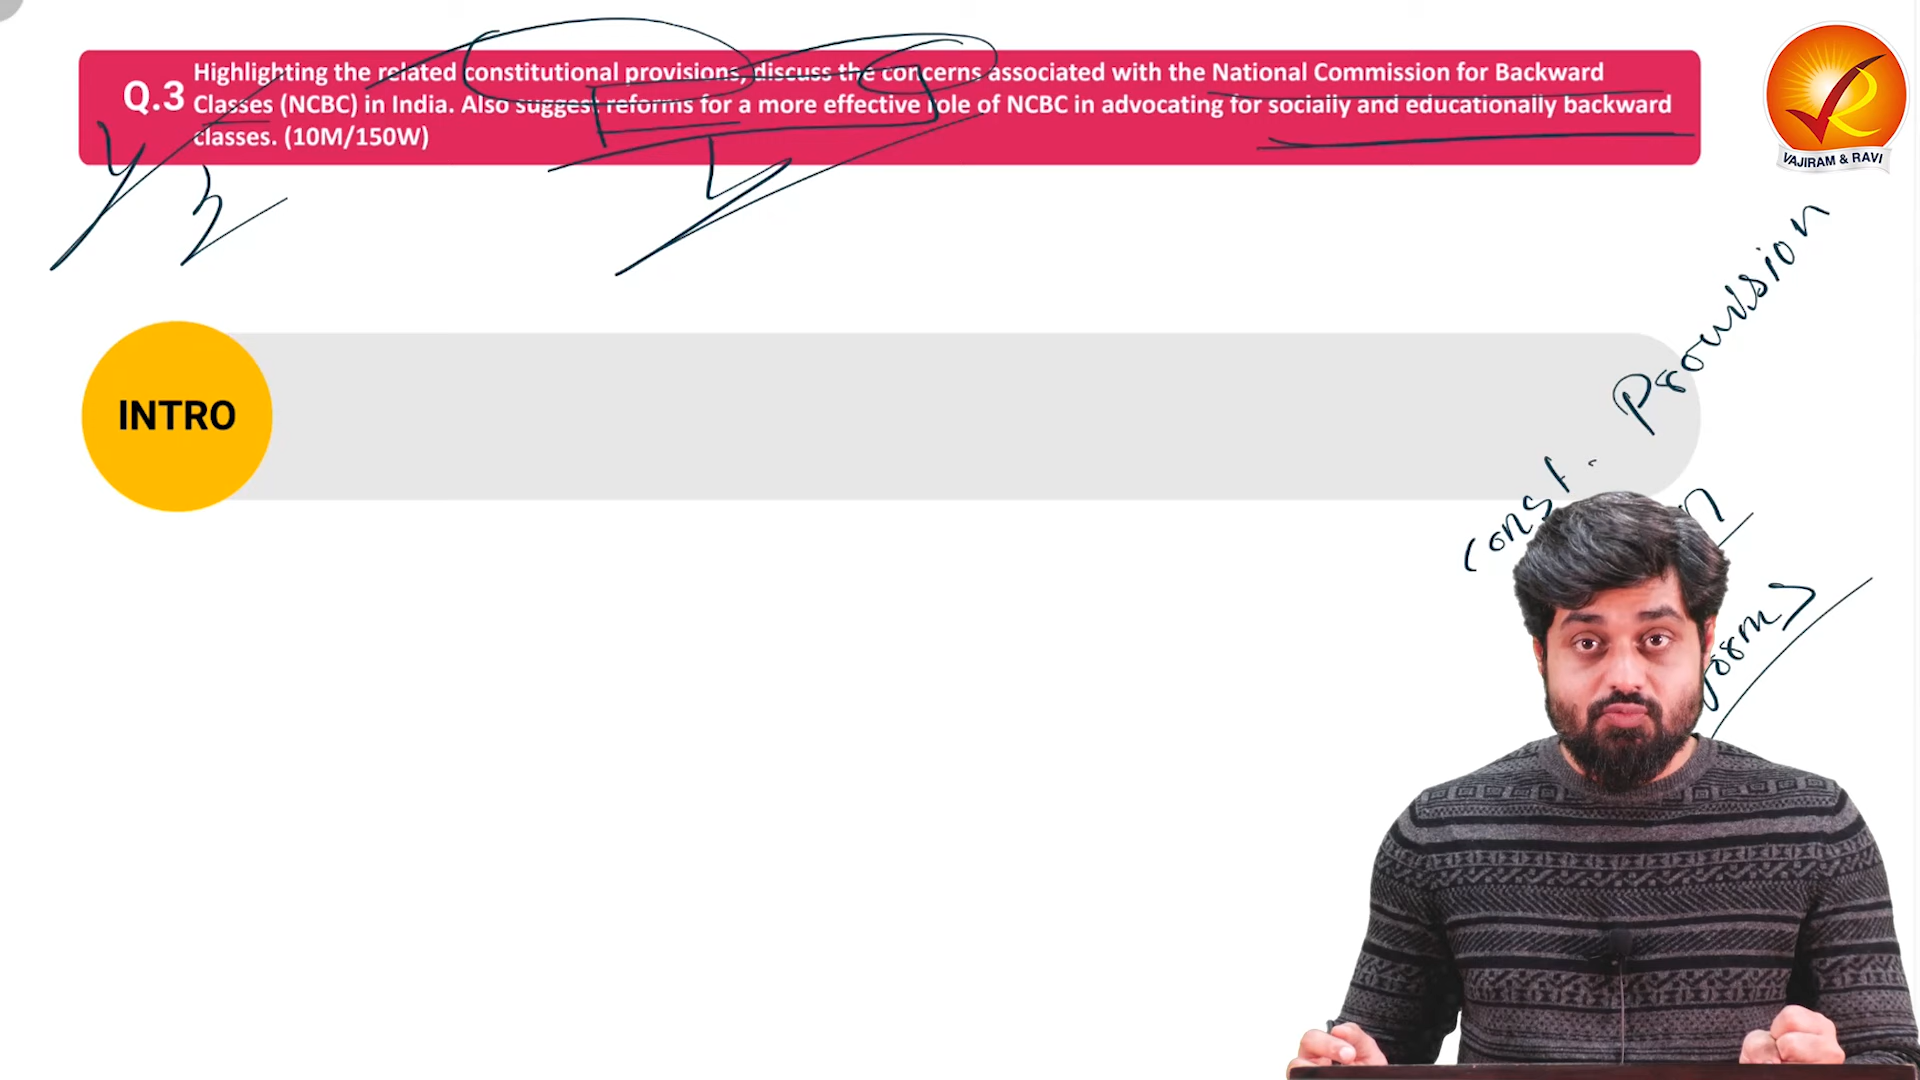 Q.3 Highlighting the related constitutional provisions, discuss the concerns associated with the National Commission for Backward
Classes (NCBC) in India. Also suggest reforms for a more effective role of NCBC in advocating for socially and educationally backward
classes. (10M/150W)
VAJIRAM & RAVI
INTRO
const. Provision